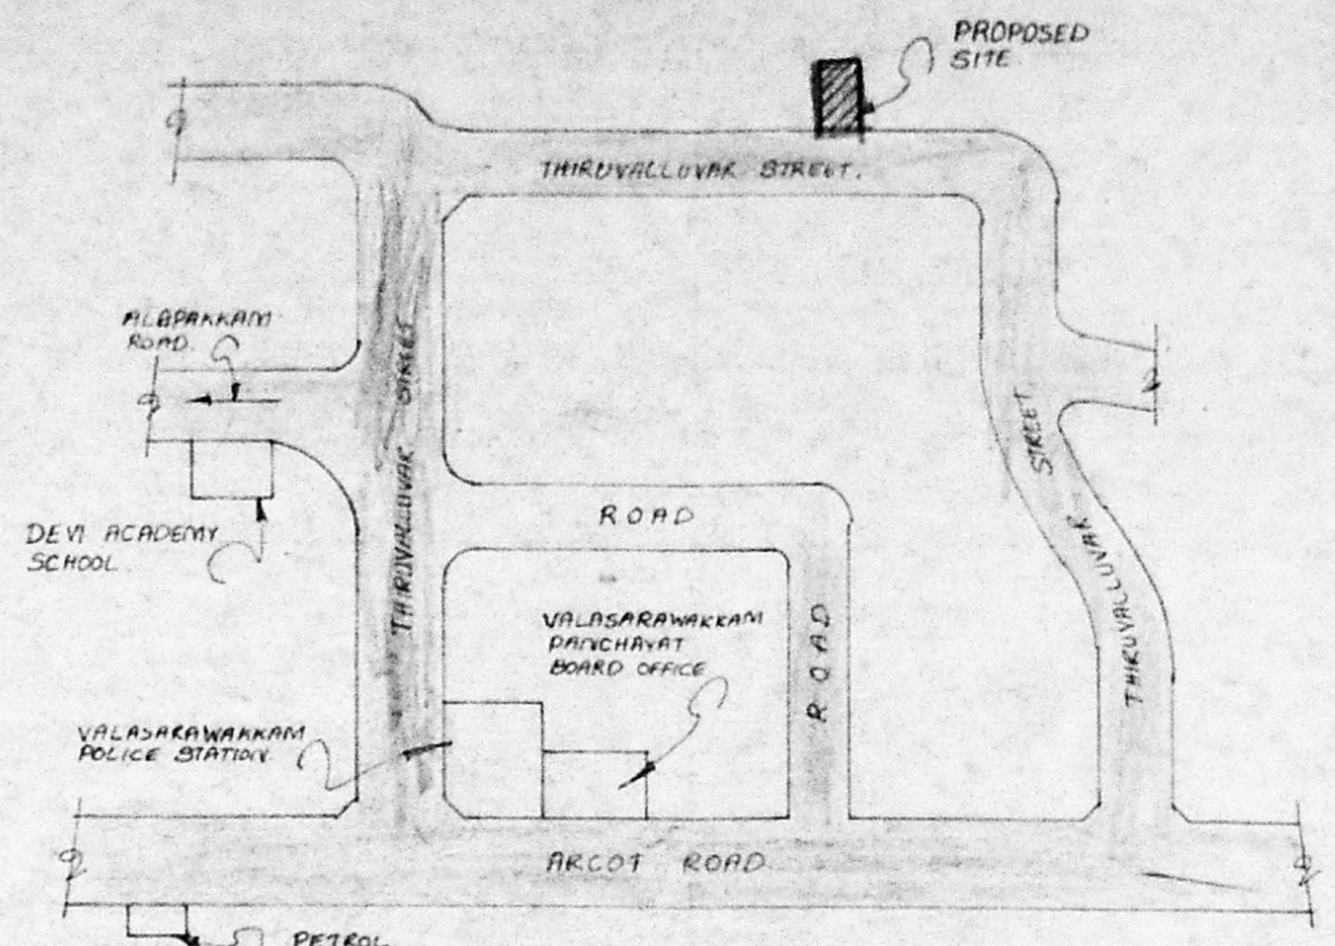 PROPOSED
SITE
THIRUVALLUVAR STREET.
ALAPAKKAM
ROAD.
THIRUVALLUVAR STREET
STREET
THIRUVALLUVAR
ROAD
DEVI ACADEMY
SCHOOL
VALASARAWAKKAM
PANCHAYAT
BOARD OFFICE
ROAD
VALASARAWAKKAM
POLICE STATION
ARCOT ROAD
PETROL